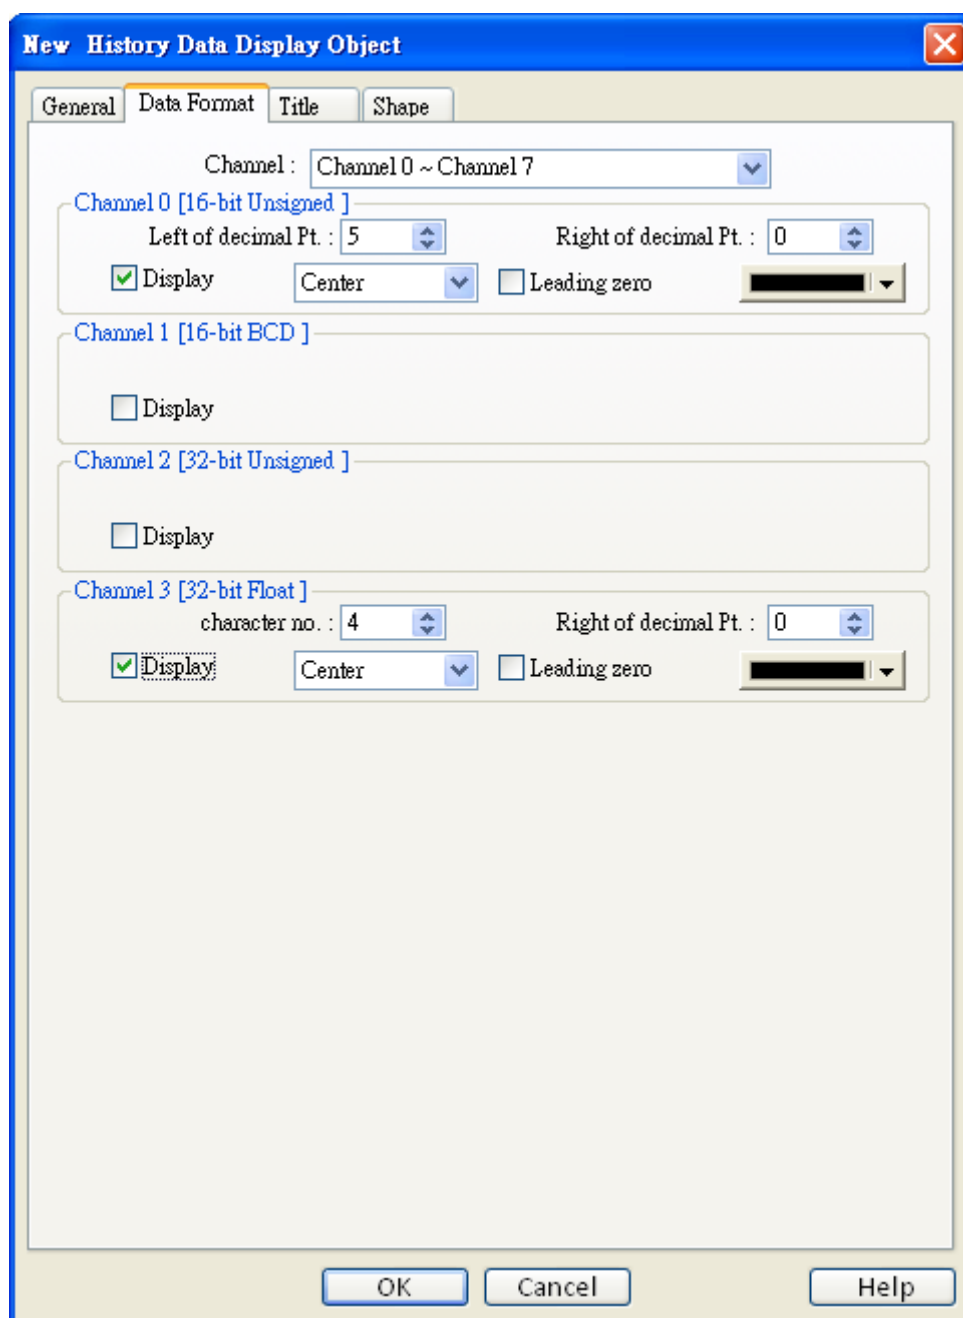 New History Data Display Object
General Data Format Title Shape
Channel : Channel 0 ~ Channel 7
Channel 0 [16-bit Unsigned ]
Left of decimal Pt. : 5 Right of decimal Pt. : 0
Display Center Leading zero
Channel 1 [16-bit BCD ]
Display
Channel 2 [32-bit Unsigned ]
Display
Channel 3 [32-bit Float ]
character no. : 4 Right of decimal Pt. : 0
Display Center Leading zero
OK Cancel Help